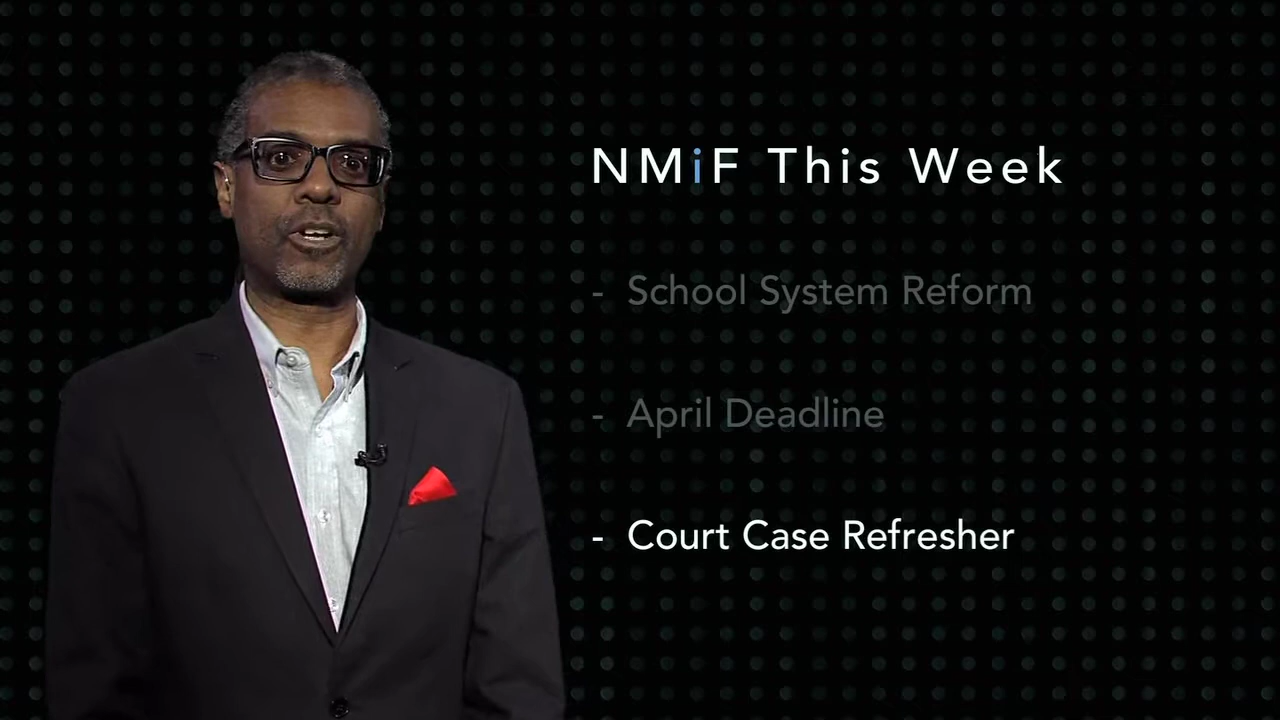 NMiF This Week
- School System Reform
- April Deadline
- Court Case Refresher